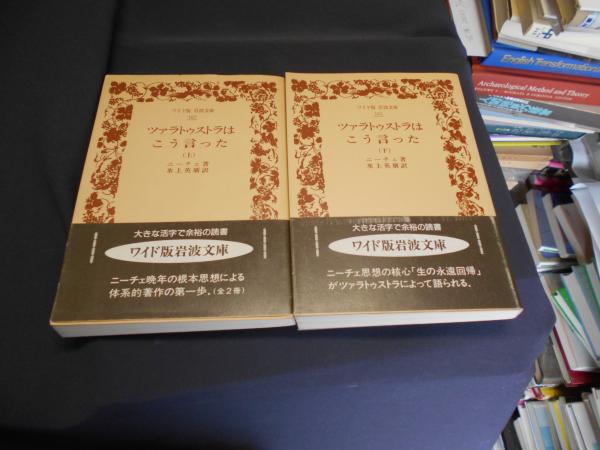 ワイド版 岩波文庫
ツァラトゥストラは
こう言った
(上)
ニーチェ著
氷上英廣訳
大きな活字で余裕の読書
ワイド版岩波文庫
ニーチェ晩年の根本思想による
体系的著作の第一歩。(全2冊)
ワイド版 岩波文庫
ツァラトゥストラは
こう言った
(下)
ニーチェ著
氷上英廣訳
大きな活字で余裕の読書
ワイド版岩波文庫
ニーチェ思想の核心「生の永遠回帰」
がツァラトゥストラによって語られる。
English Transformational
Archaeological Method and Theory